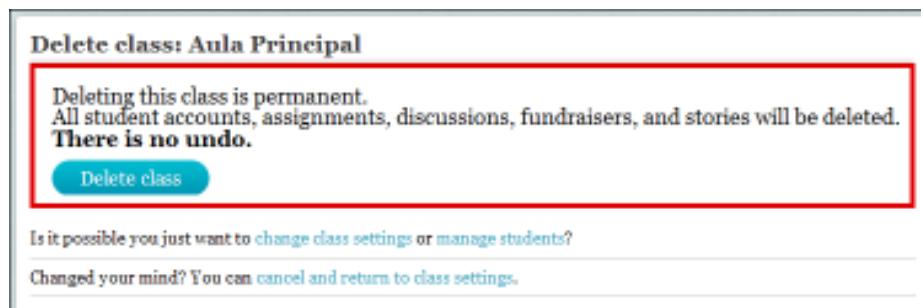 Delete class: Aula Principal
Deleting this class is permanent.
All student accounts, assignments, discussions, fundraisers, and stories will be deleted.
There is no undo.
Delete class
Is it possible you just want to change class settings or manage students?
Changed your mind? You can cancel and return to class settings.